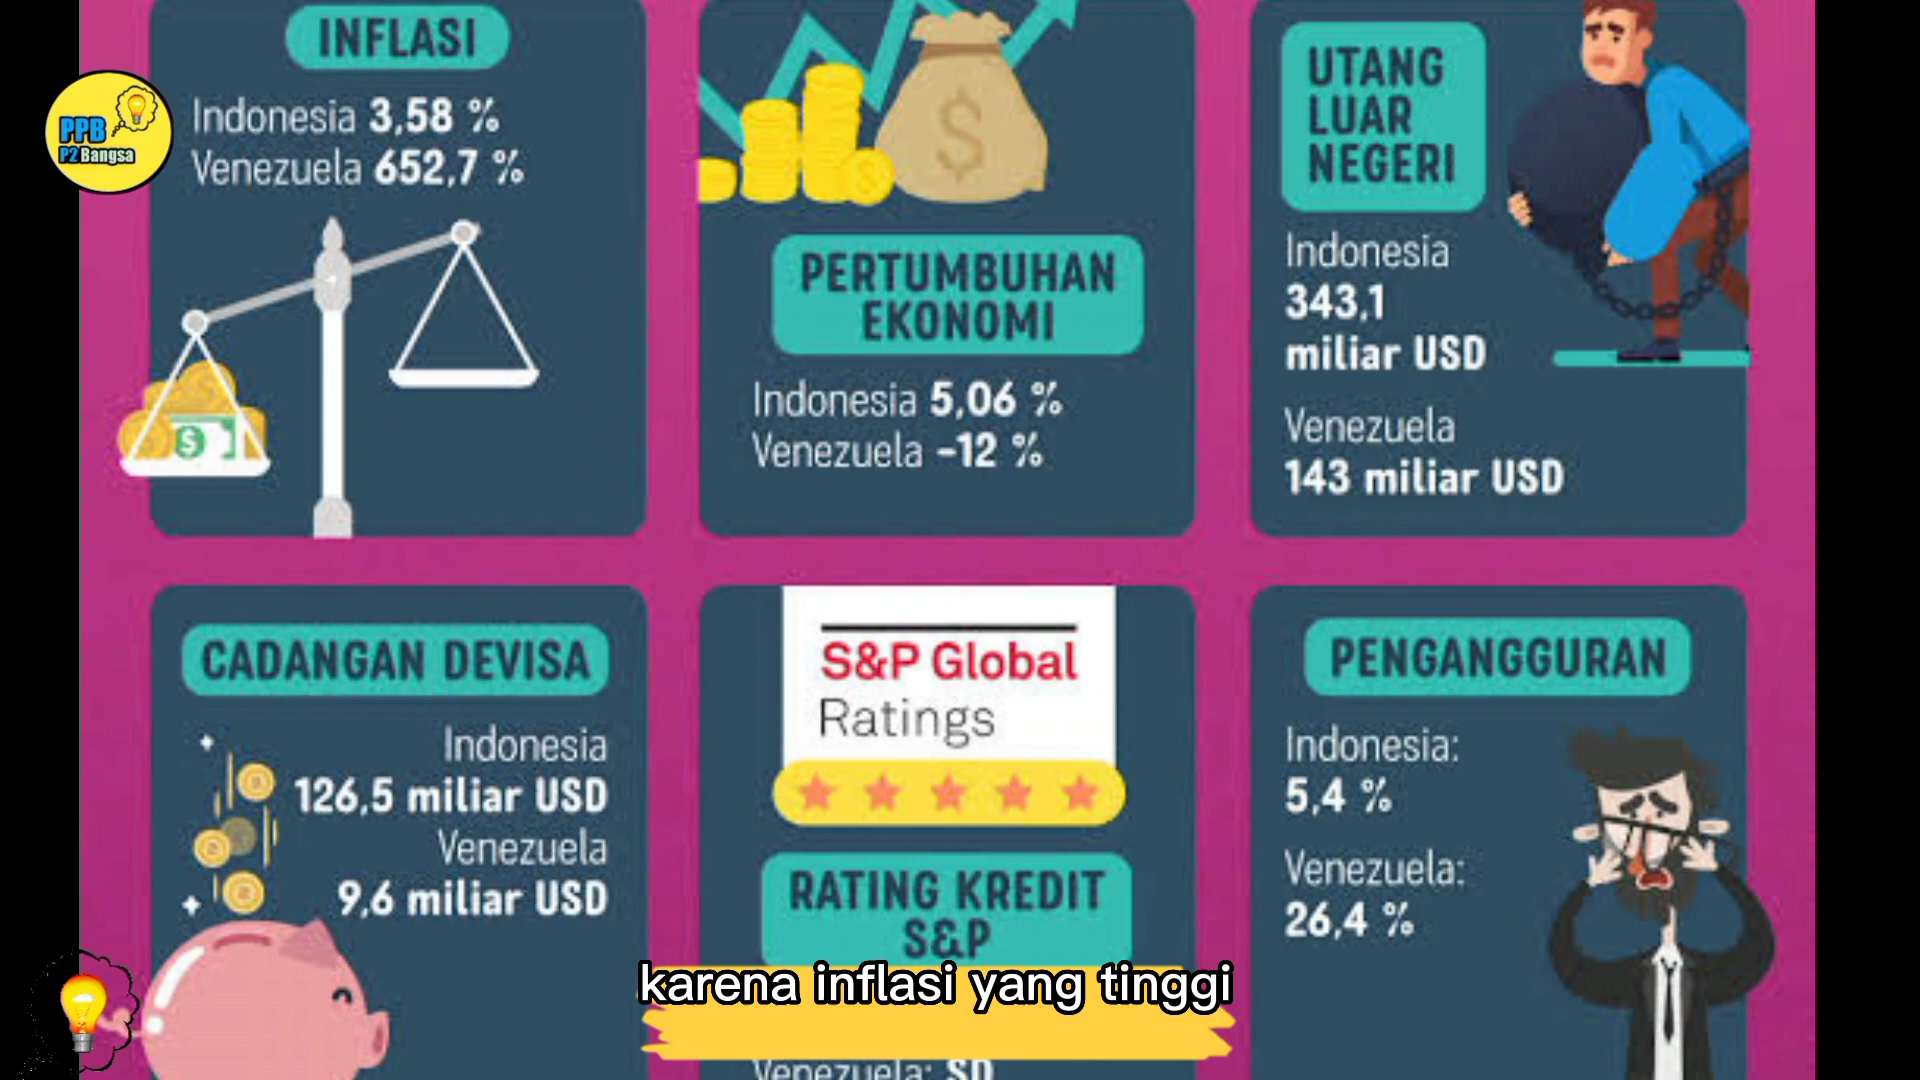 INFLASI
Indonesia 3,58 %
Venezuela 652,7 %
PPB
P2 Bangsa
PERTUMBUHAN
EKONOMI
Indonesia 5,06 %
Venezuela -12 %
UTANG
LUAR
NEGERI
Indonesia
343,1
miliar USD
Venezuela
143 miliar USD
CADANGAN DEVISA
Indonesia
126,5 miliar USD
Venezuela
9,6 miliar USD
S&P Global
Ratings
RATING KREDIT
S&P
Venezuela: SD
PENGANGGURAN
Indonesia:
5,4 %
Venezuela:
26,4 %
karena inflasi yang tinggi